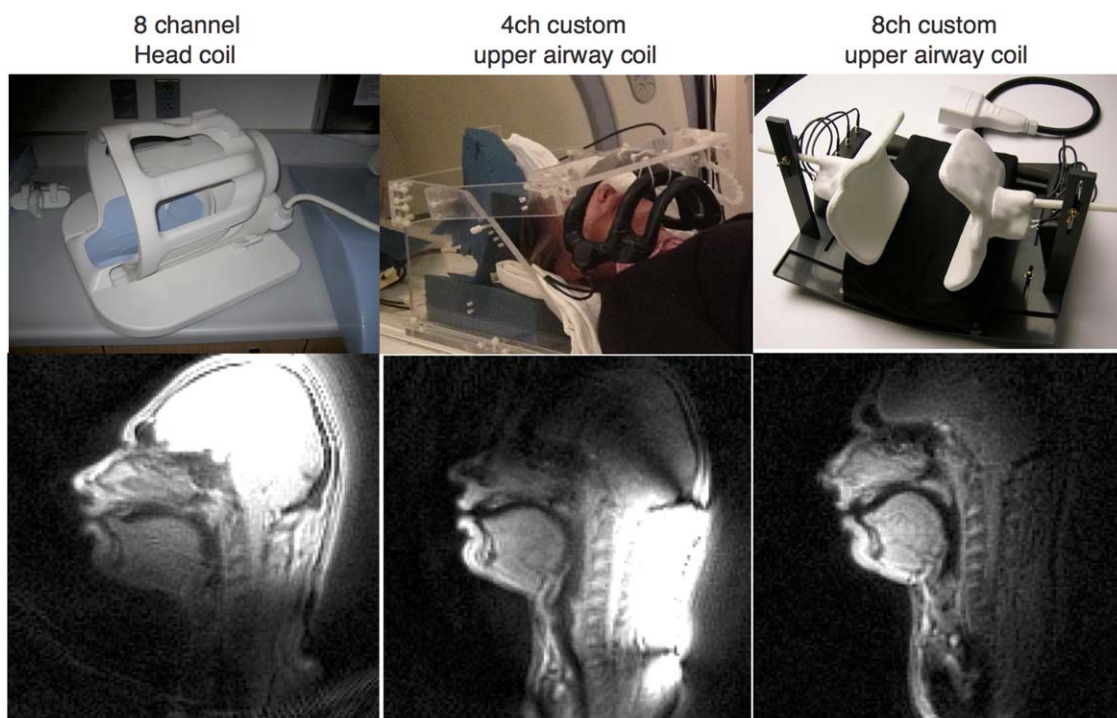 8 channel
Head coil
4ch custom
upper airway coil
8ch custom
upper airway coil